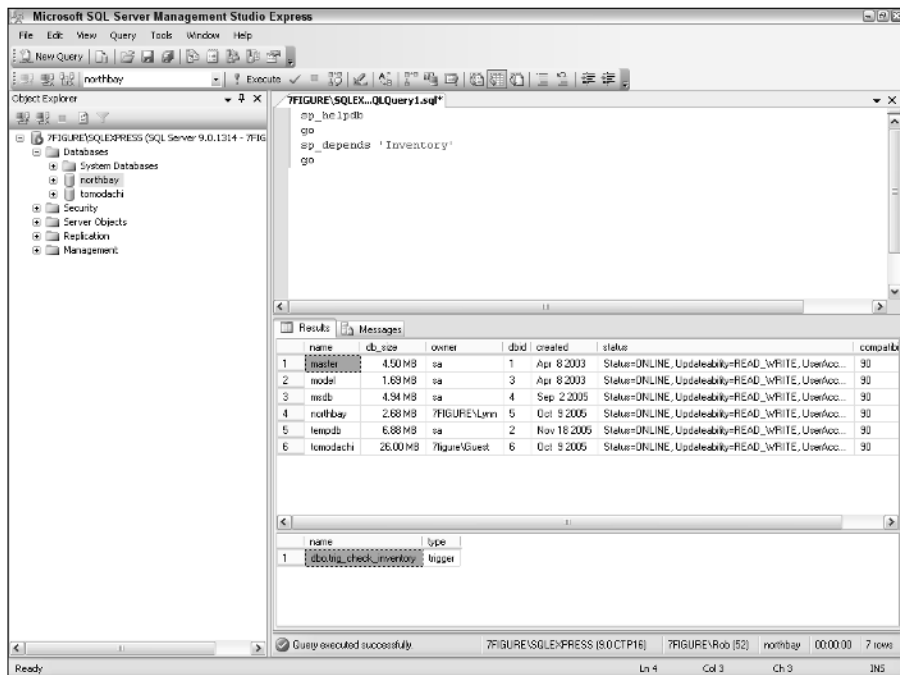 Microsoft SQL Server Management Studio Express
File Edit View Query Tools Window Help
New Query
northbay Execute
Object Explorer
7FIGURE\SQLEX...QLQuery1.sql*
7FIGURE\SQLEXPRESS (SQL Server 9.0.1314 - 7FIG
Databases
System Databases
northbay
tomodachi
Security
Server Objects
Replication
Management
sp_helpdb
go
sp_depends 'Inventory'
go
Results Messages
name db_size owner dbid created status compatibi
1 master 4.50 MB sa 1 Apr 8 2003 Status=ONLINE, Updateability=READ_WRITE, UserAcc... 90
2 model 1.69 MB sa 3 Apr 8 2003 Status=ONLINE, Updateability=READ_WRITE, UserAcc... 90
3 msdb 4.94 MB sa 4 Sep 2 2005 Status=ONLINE, Updateability=READ_WRITE, UserAcc... 90
4 northbay 2.68 MB 7FIGURE\Lynn 5 Oct 9 2005 Status=ONLINE, Updateability=READ_WRITE, UserAcc... 90
5 tempdb 6.88 MB sa 2 Nov 18 2005 Status=ONLINE, Updateability=READ_WRITE, UserAcc... 90
6 tomodachi 26.00 MB 7figure\Guest 6 Oct 9 2005 Status=ONLINE, Updateability=READ_WRITE, UserAcc... 90
name type
1 dbo.trig_check_inventory trigger
Query executed successfully. 7FIGURE\SQLEXPRESS (9.0 CTP16) 7FIGURE\Rob (52) northbay 00:00:00 7 rows
Ready Ln 4 Col 3 Ch 3 INS